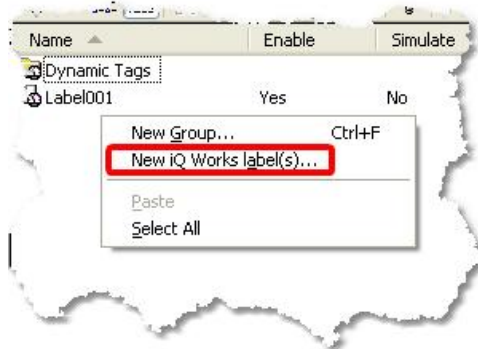 Name Enable Simulate
Dynamic Tags
Label001 Yes No
New Group... Ctrl+F
New iQ Works label(s)...
Paste
Select All